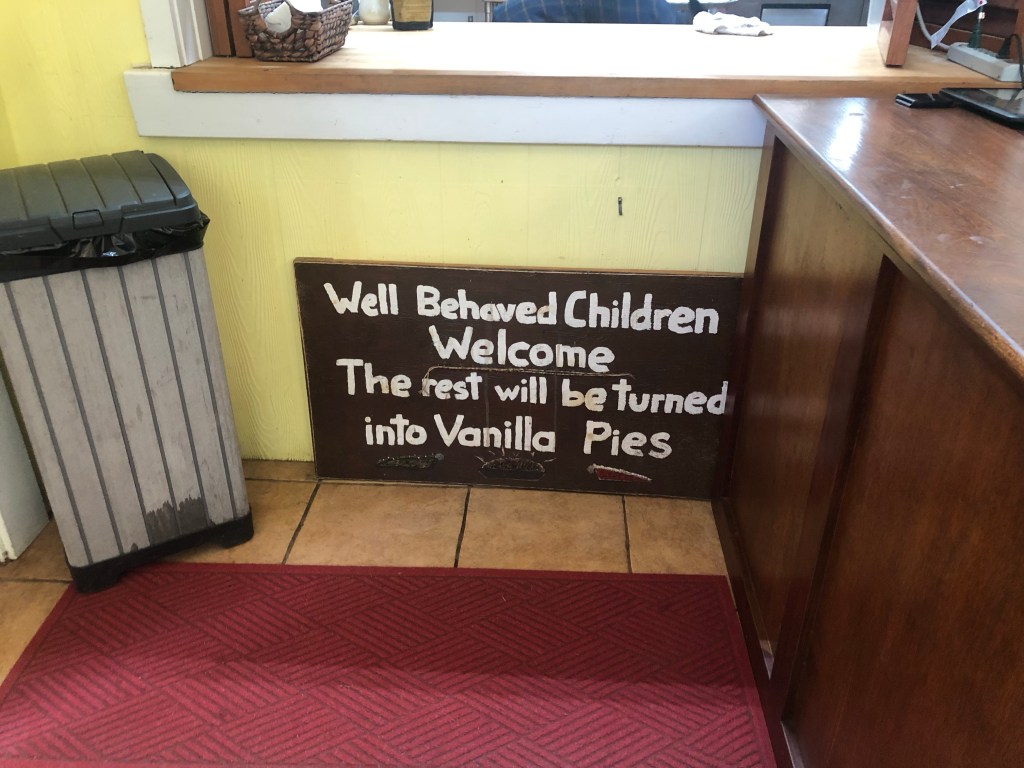 Well Behaved Children
Welcome
The rest will be turned
into Vanilla Pies